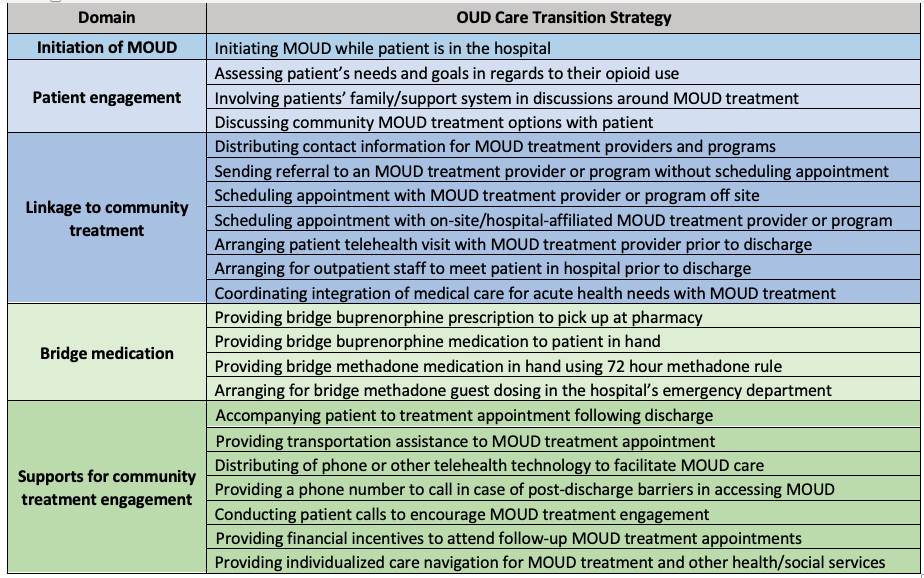 Domain
OUD Care Transition Strategy
Initiation of MOUD
Initiating MOUD while patient is in the hospital
Patient engagement
Assessing patient's needs and goals in regards to their opioid use
Involving patients' family/support system in discussions around MOUD treatment
Discussing community MOUD treatment options with patient
Linkage to community
treatment
Distributing contact information for MOUD treatment providers and programs
Sending referral to an MOUD treatment provider or program without scheduling appointment
Scheduling appointment with MOUD treatment provider or program off site
Scheduling appointment with on-site/hospital-affiliated MOUD treatment provider or program
Arranging patient telehealth visit with MOUD treatment provider prior to discharge
Arranging for outpatient staff to meet patient in hospital prior to discharge
Coordinating integration of medical care for acute health needs with MOUD treatment
Bridge medication
Providing bridge buprenorphine prescription to pick up at pharmacy
Providing bridge buprenorphine medication to patient in hand
Providing bridge methadone medication in hand using 72 hour methadone rule
Arranging for bridge methadone guest dosing in the hospital's emergency department
Supports for community
treatment engagement
Accompanying patient to treatment appointment following discharge
Providing transportation assistance to MOUD treatment appointment
Distributing of phone or other telehealth technology to facilitate MOUD care
Providing a phone number to call in case of post-discharge barriers in accessing MOUD
Conducting patient calls to encourage MOUD treatment engagement
Providing financial incentives to attend follow-up MOUD treatment appointments
Providing individualized care navigation for MOUD treatment and other health/social services